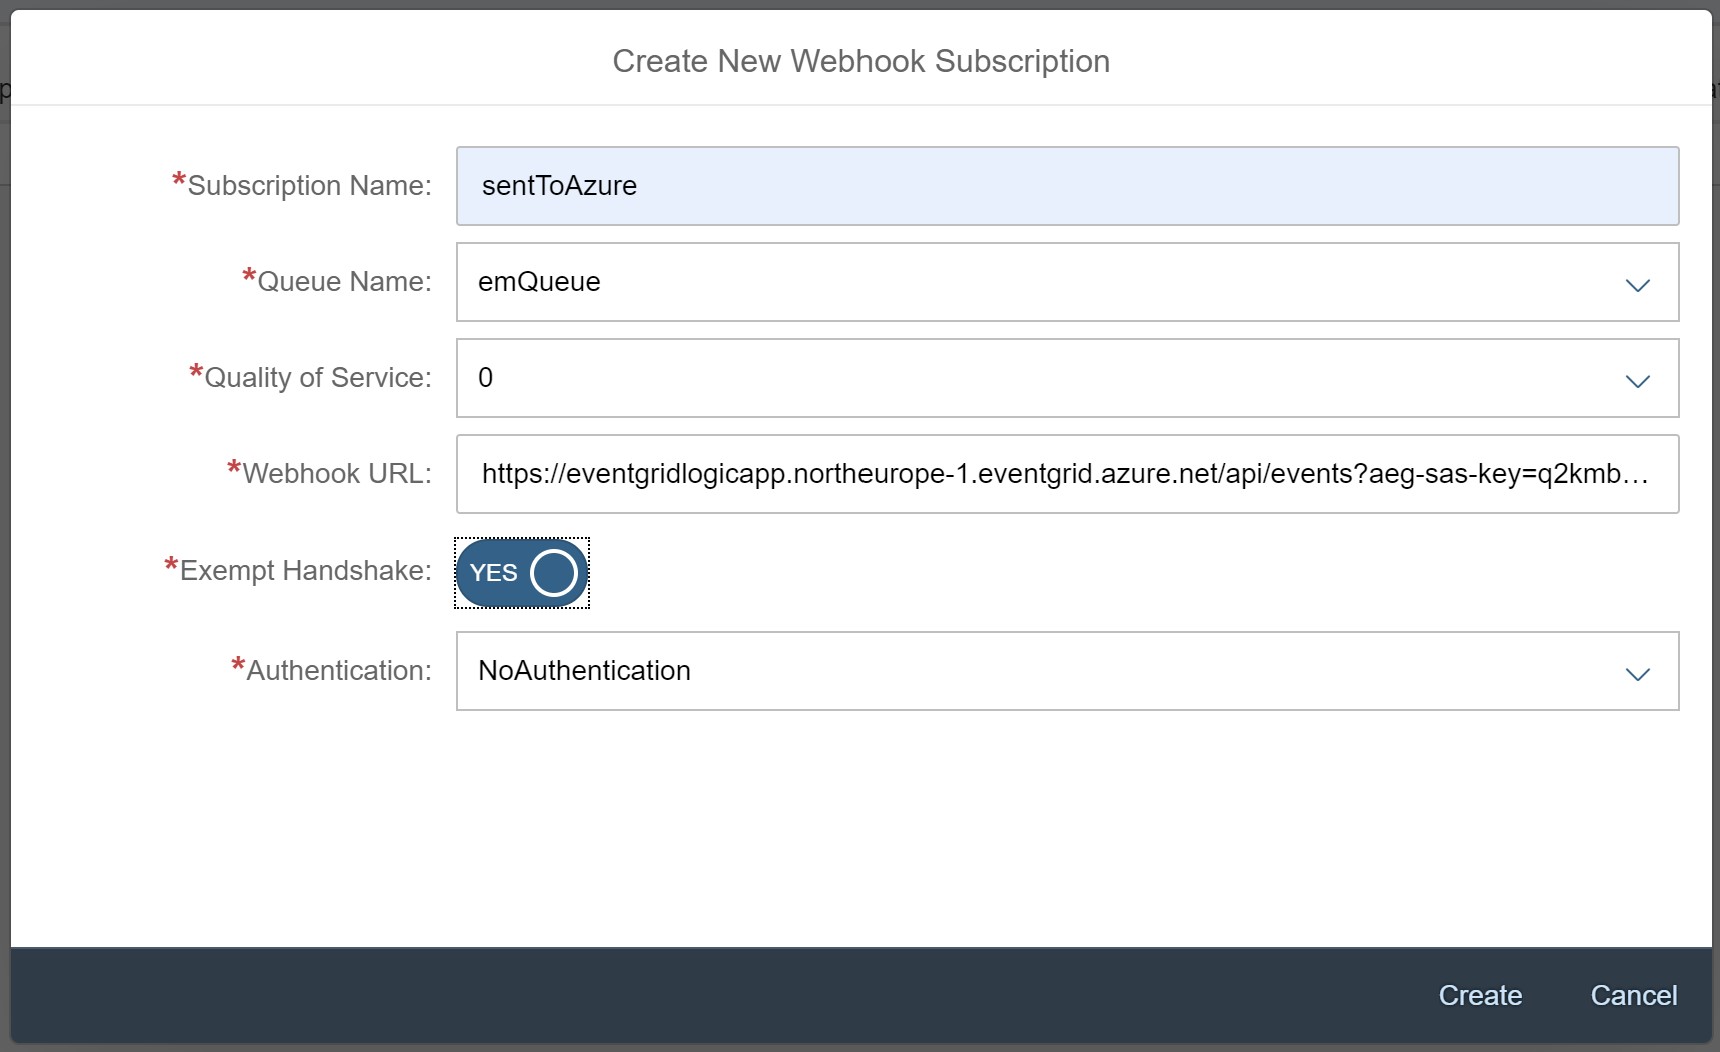 Create New Webhook Subscription
*Subscription Name: sentToAzure
*Queue Name: emQueue
*Quality of Service: 0
*Webhook URL: https://eventgridlogicapp.northeurope-1.eventgrid.azure.net/api/events?aeg-sas-key=q2kmb...
*Exempt Handshake: YES
*Authentication: NoAuthentication
Create Cancel